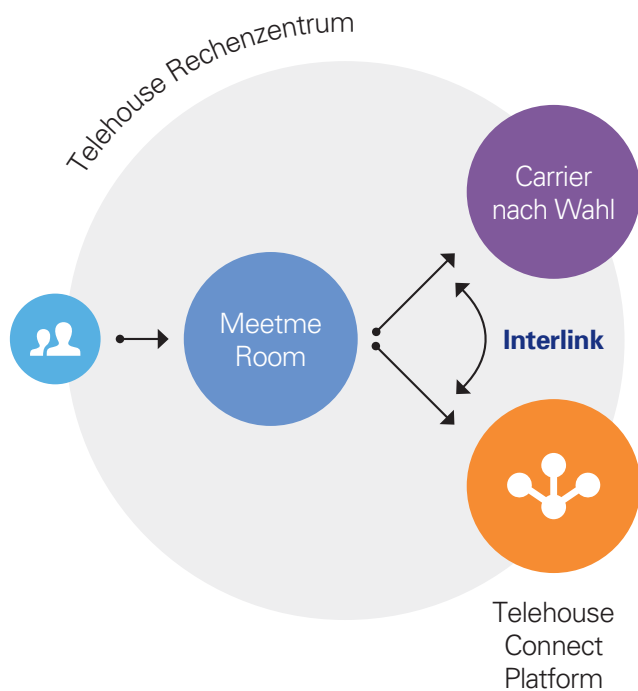 Telehouse Rechenzentrum
Carrier
nach Wahl
Meetme
Room
Interlink
Telehouse
Connect
Platform